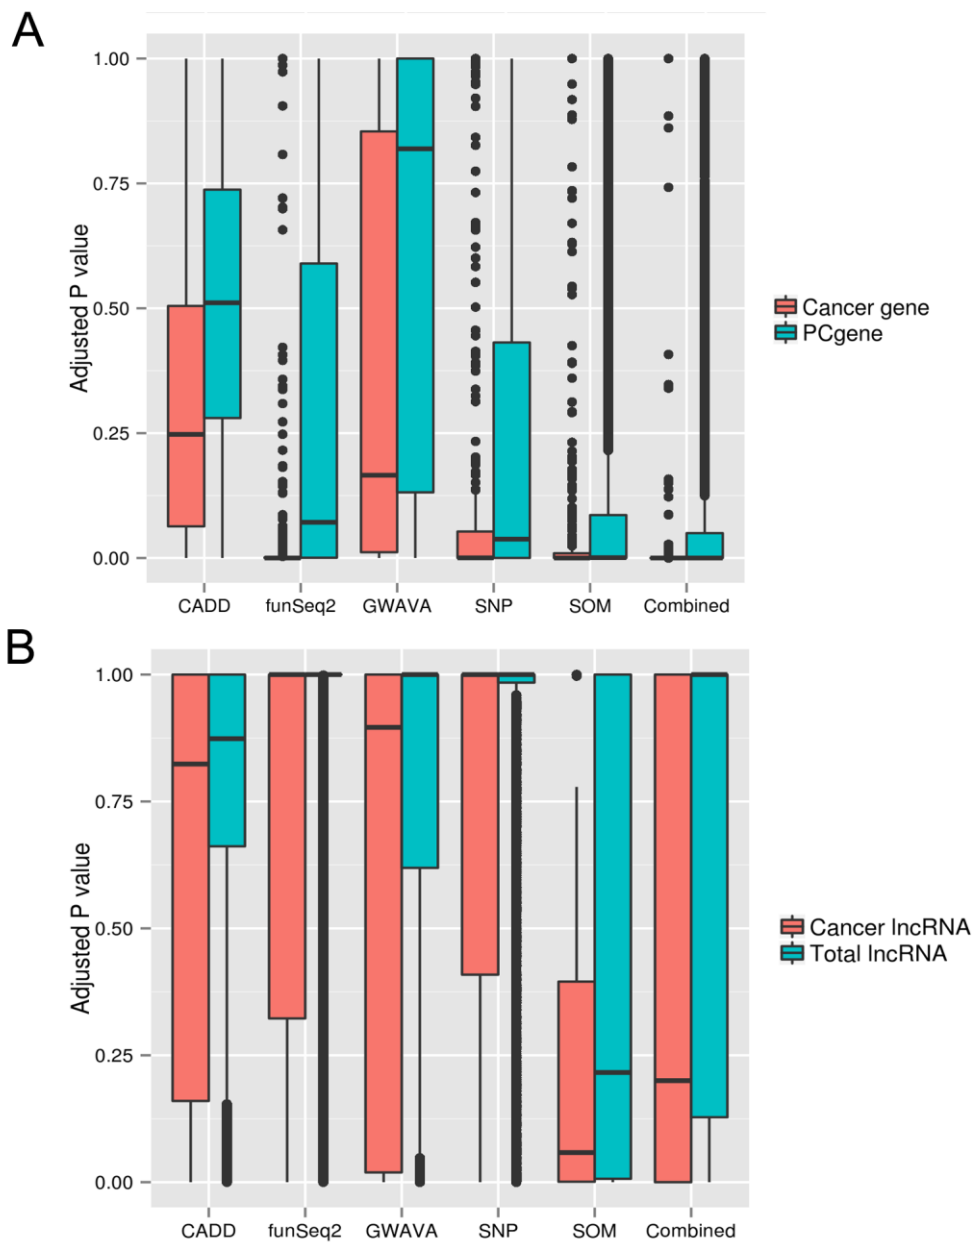 A
1.00
0.75
0.50
0.25
0.00
Adjusted P value
CADD funSeq2 GWAVA SNP SOM Combined
Cancer gene
PCgene
B
1.00
0.75
0.50
0.25
0.00
Adjusted P value
CADD funSeq2 GWAVA SNP SOM Combined
Cancer lncRNA
Total lncRNA